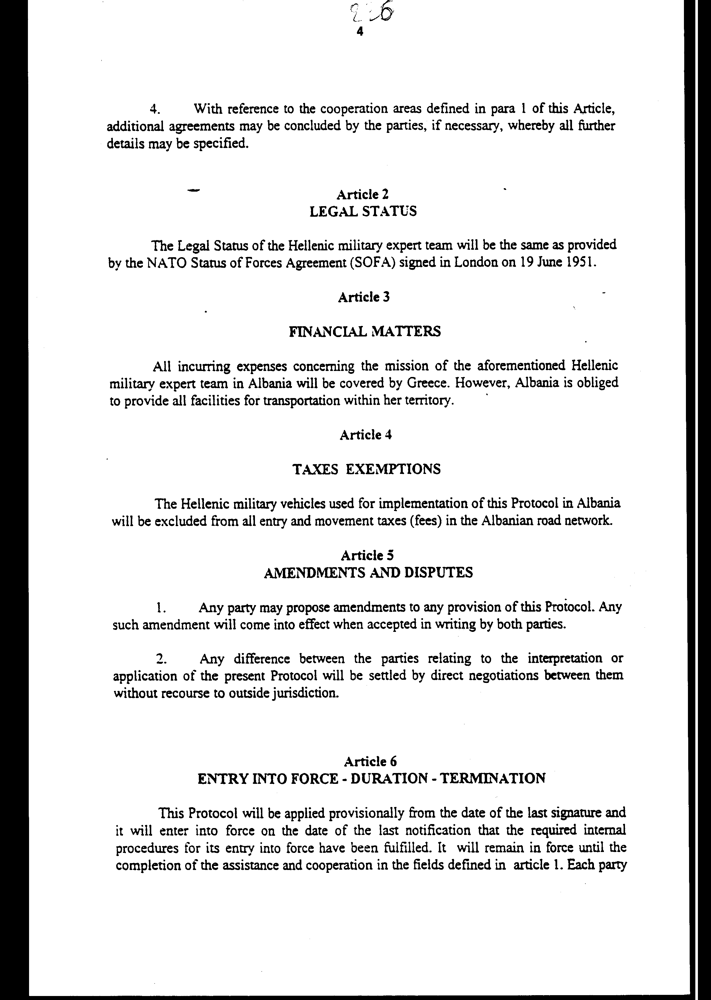 4
4. With reference to the cooperation areas defined in para 1 of this Article,
additional agreements may be concluded by the parties, if necessary, whereby all further
details may be specified.
Article 2
LEGAL STATUS
The Legal Status of the Hellenic military expert team will be the same as provided
by the NATO Status of Forces Agreement (SOFA) signed in London on 19 June 1951.
Article 3
FINANCIAL MATTERS
All incurring expenses concerning the mission of the aforementioned Hellenic
military expert team in Albania will be covered by Greece. However, Albania is obliged
to provide all facilities for transportation within her territory.
Article 4
TAXES EXEMPTIONS
The Hellenic military vehicles used for implementation of this Protocol in Albania
will be excluded from all entry and movement taxes (fees) in the Albanian road network.
Article 5
AMENDMENTS AND DISPUTES
1. Any party may propose amendments to any provision of this Protocol. Any
such amendment will come into effect when accepted in writing by both parties.
2. Any difference between the parties relating to the interpretation or
application of the present Protocol will be settled by direct negotiations between them
without recourse to outside jurisdiction.
Article 6
ENTRY INTO FORCE - DURATION - TERMINATION
This Protocol will be applied provisionally from the date of the last signature and
it will enter into force on the date of the last notification that the required internal
procedures for its entry into force have been fulfilled. It will remain in force until the
completion of the assistance and cooperation in the fields defined in article 1. Each party